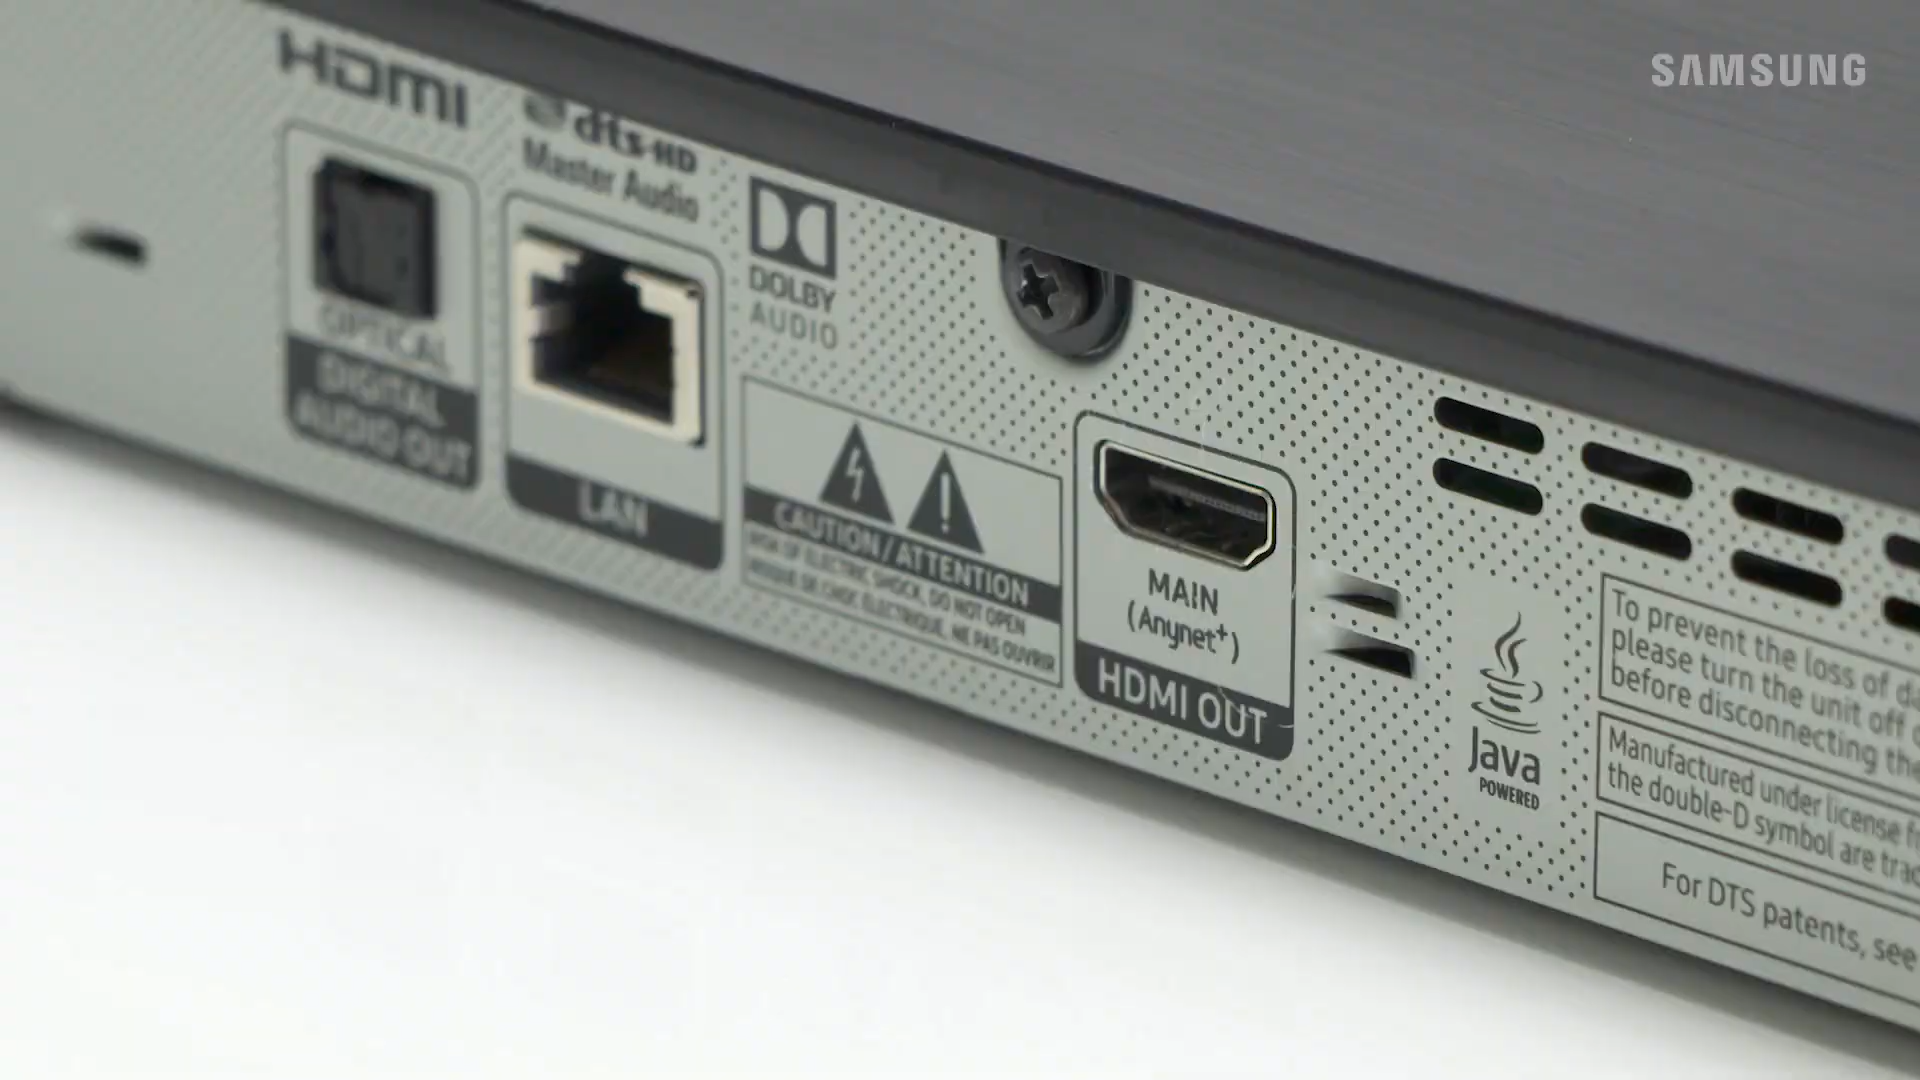 SAMSUNG
HDMI
dts-HD
Master Audio
OPTICAL
DIGITAL
AUDIO OUT
LAN
DOLBY
AUDIO
CAUTION / ATTENTION
RISK OF ELECTRIC SHOCK, DO NOT OPEN
RISQUE DE CHOC ÉLECTRIQUE, NE PAS OUVRIR
MAIN
(Anynet+)
HDMI OUT
Java
POWERED
To prevent the loss of
please turn the unit off
before disconnecting the
Manufactured under license
the double-D symbol are
For DTS patents, see